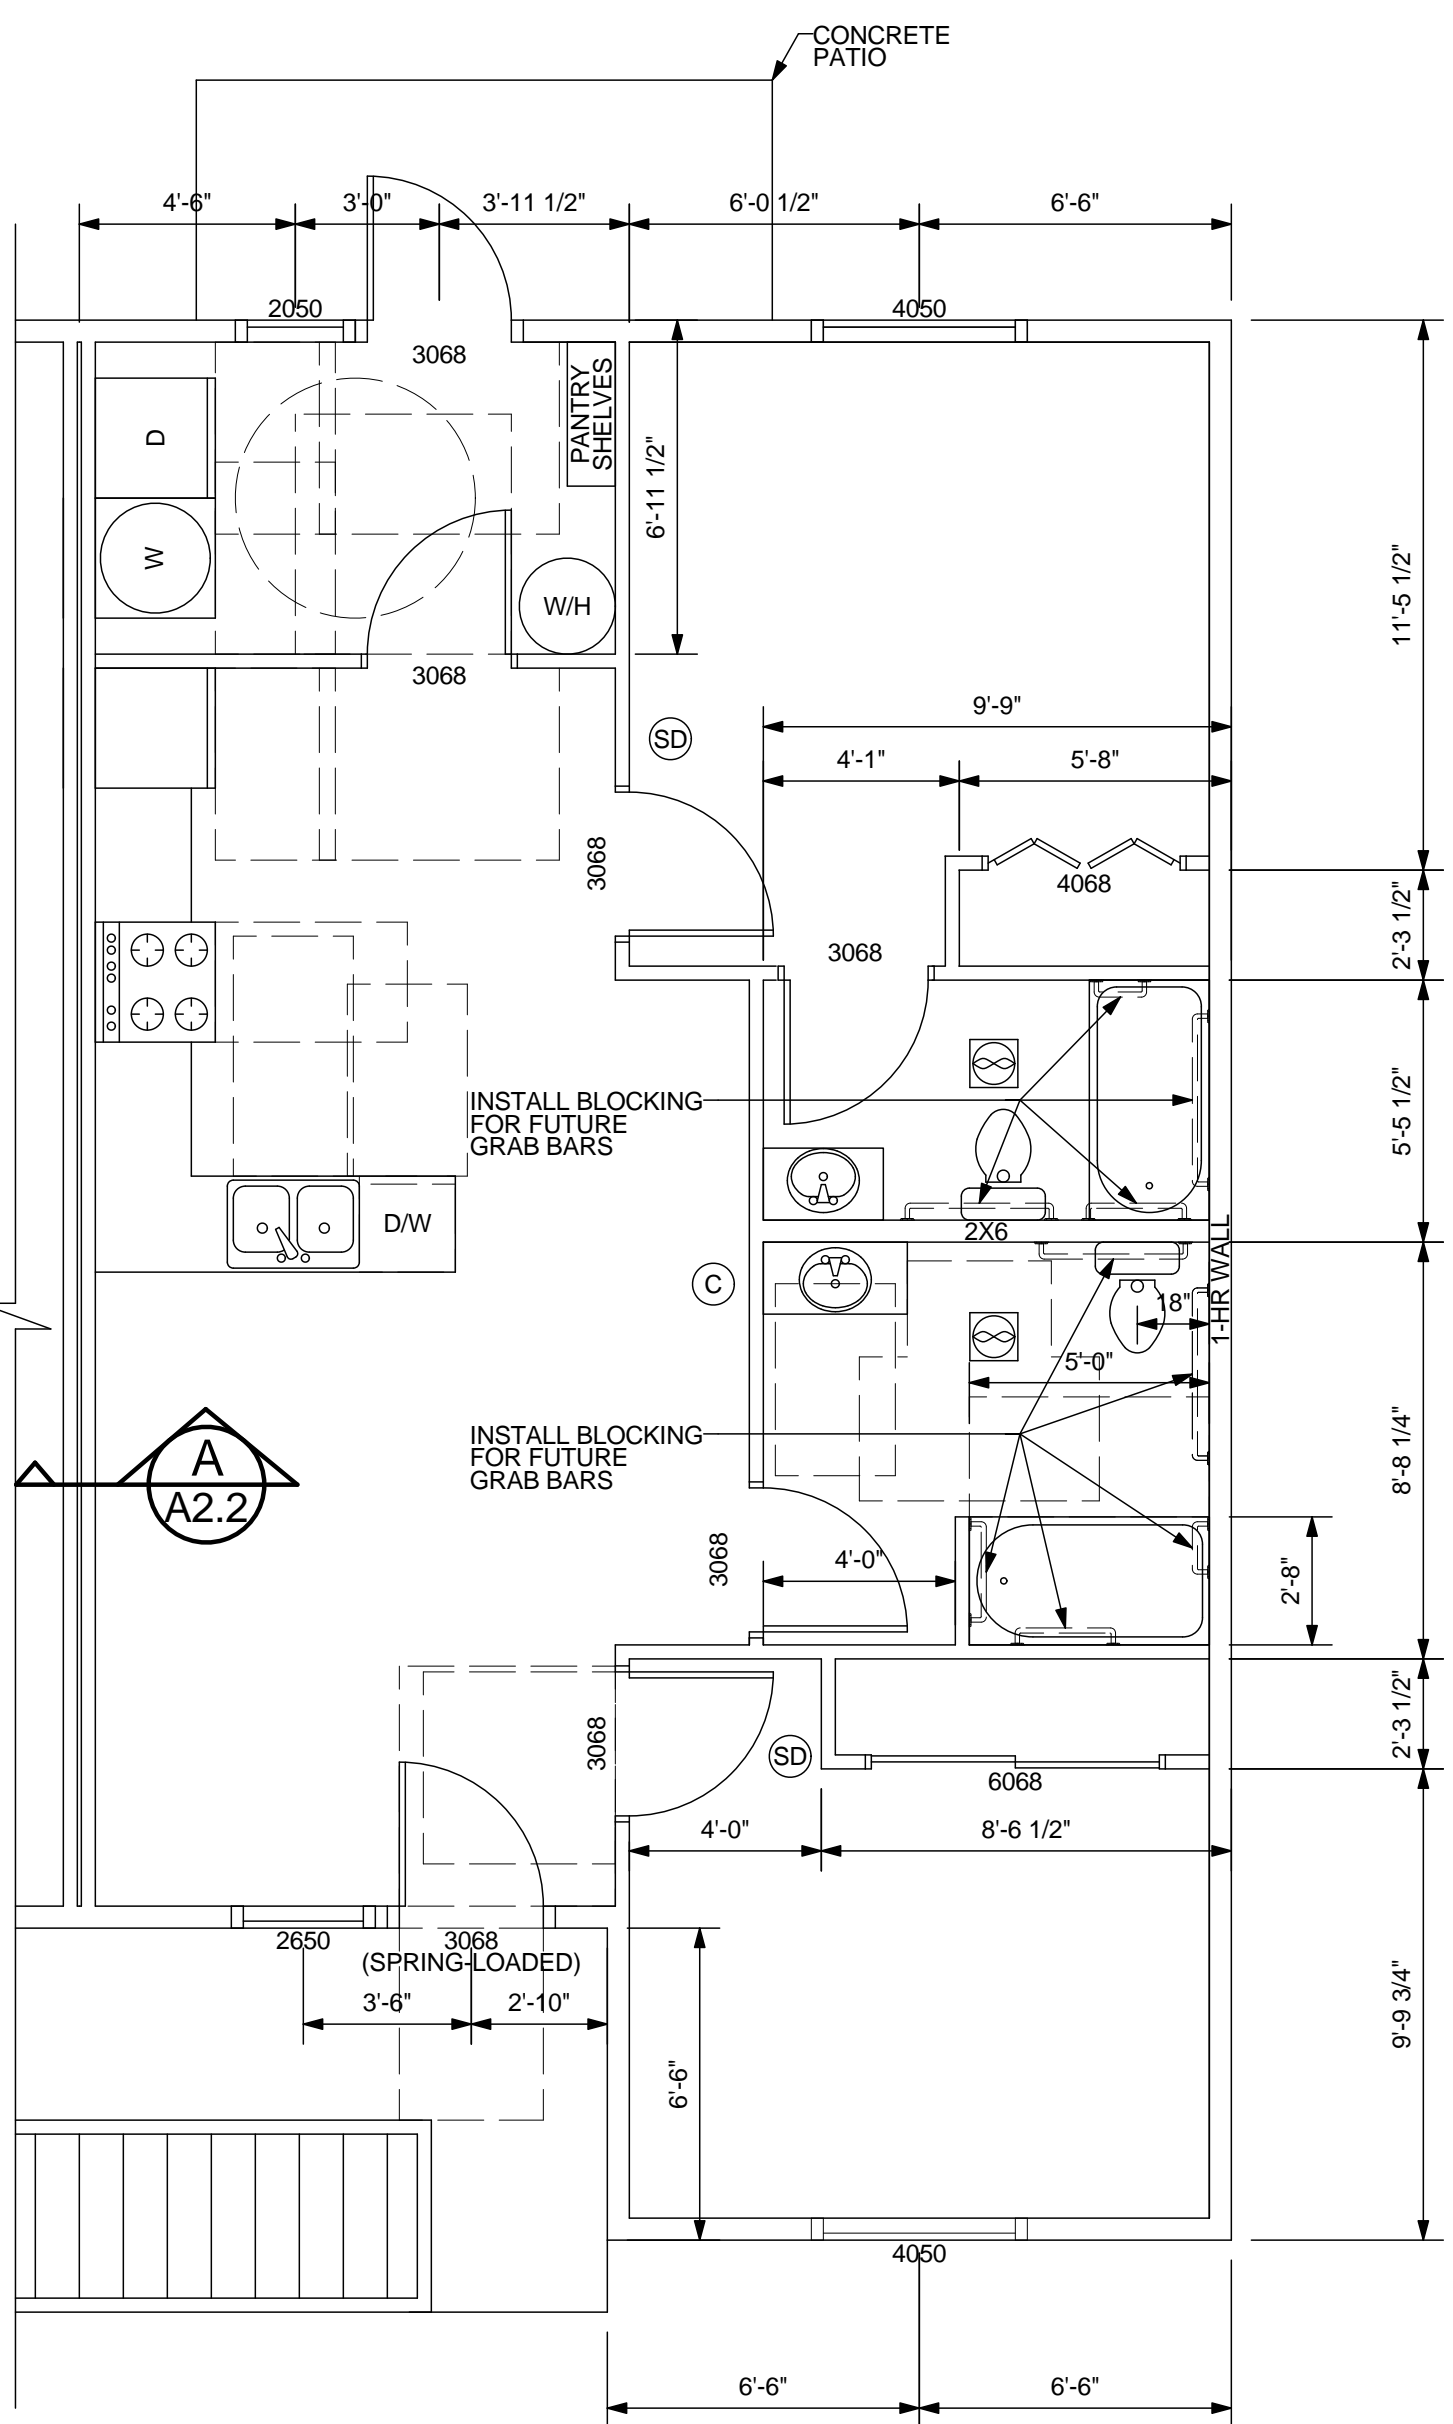 CONCRETE
PATIO
4'-6"
3'-0"
3'-11 1/2"
6'-0 1/2"
6'-6"
2050
4050
3068
PANTRY
SHELVES
D
W
W/H
6'-11 1/2"
11'-5 1/2"
3068
SD
9'-9"
4'-1"
5'-8"
3068
4068
2'-3 1/2"
3068
INSTALL BLOCKING
FOR FUTURE
GRAB BARS
5'-5 1/2"
D/W
2X6
1-HR WALL
C
18"
5'-0"
INSTALL BLOCKING
FOR FUTURE
GRAB BARS
8'-8 1/4"
A
A2.2
3068
4'-0"
2'-8"
3068
SD
6068
2'-3 1/2"
4'-0"
8'-6 1/2"
2650
3068
(SPRING-LOADED)
3'-6"
2'-10"
6'-6"
9'-9 3/4"
4050
6'-6"
6'-6"